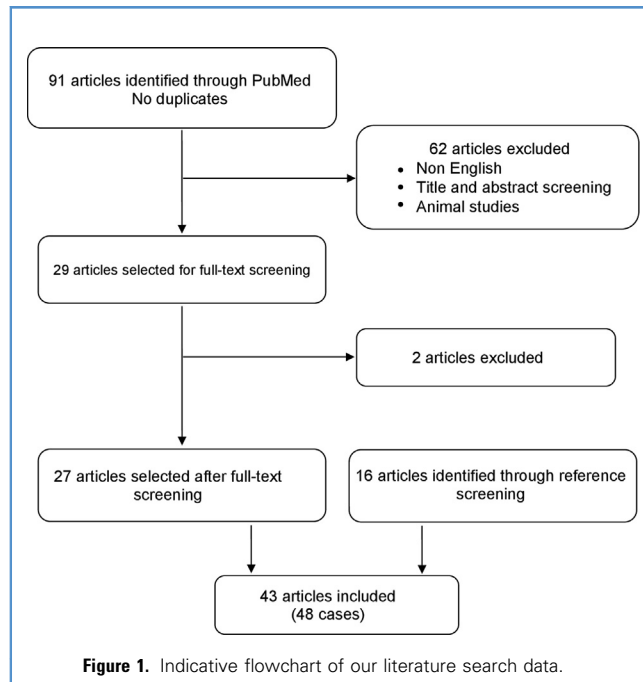 91 articles identified through PubMed
No duplicates
62 articles excluded
• Non English
• Title and abstract screening
• Animal studies
29 articles selected for full-text screening
2 articles excluded
27 articles selected after full-text
screening
16 articles identified through reference
screening
43 articles included
(48 cases)
Figure 1. Indicative flowchart of our literature search data.